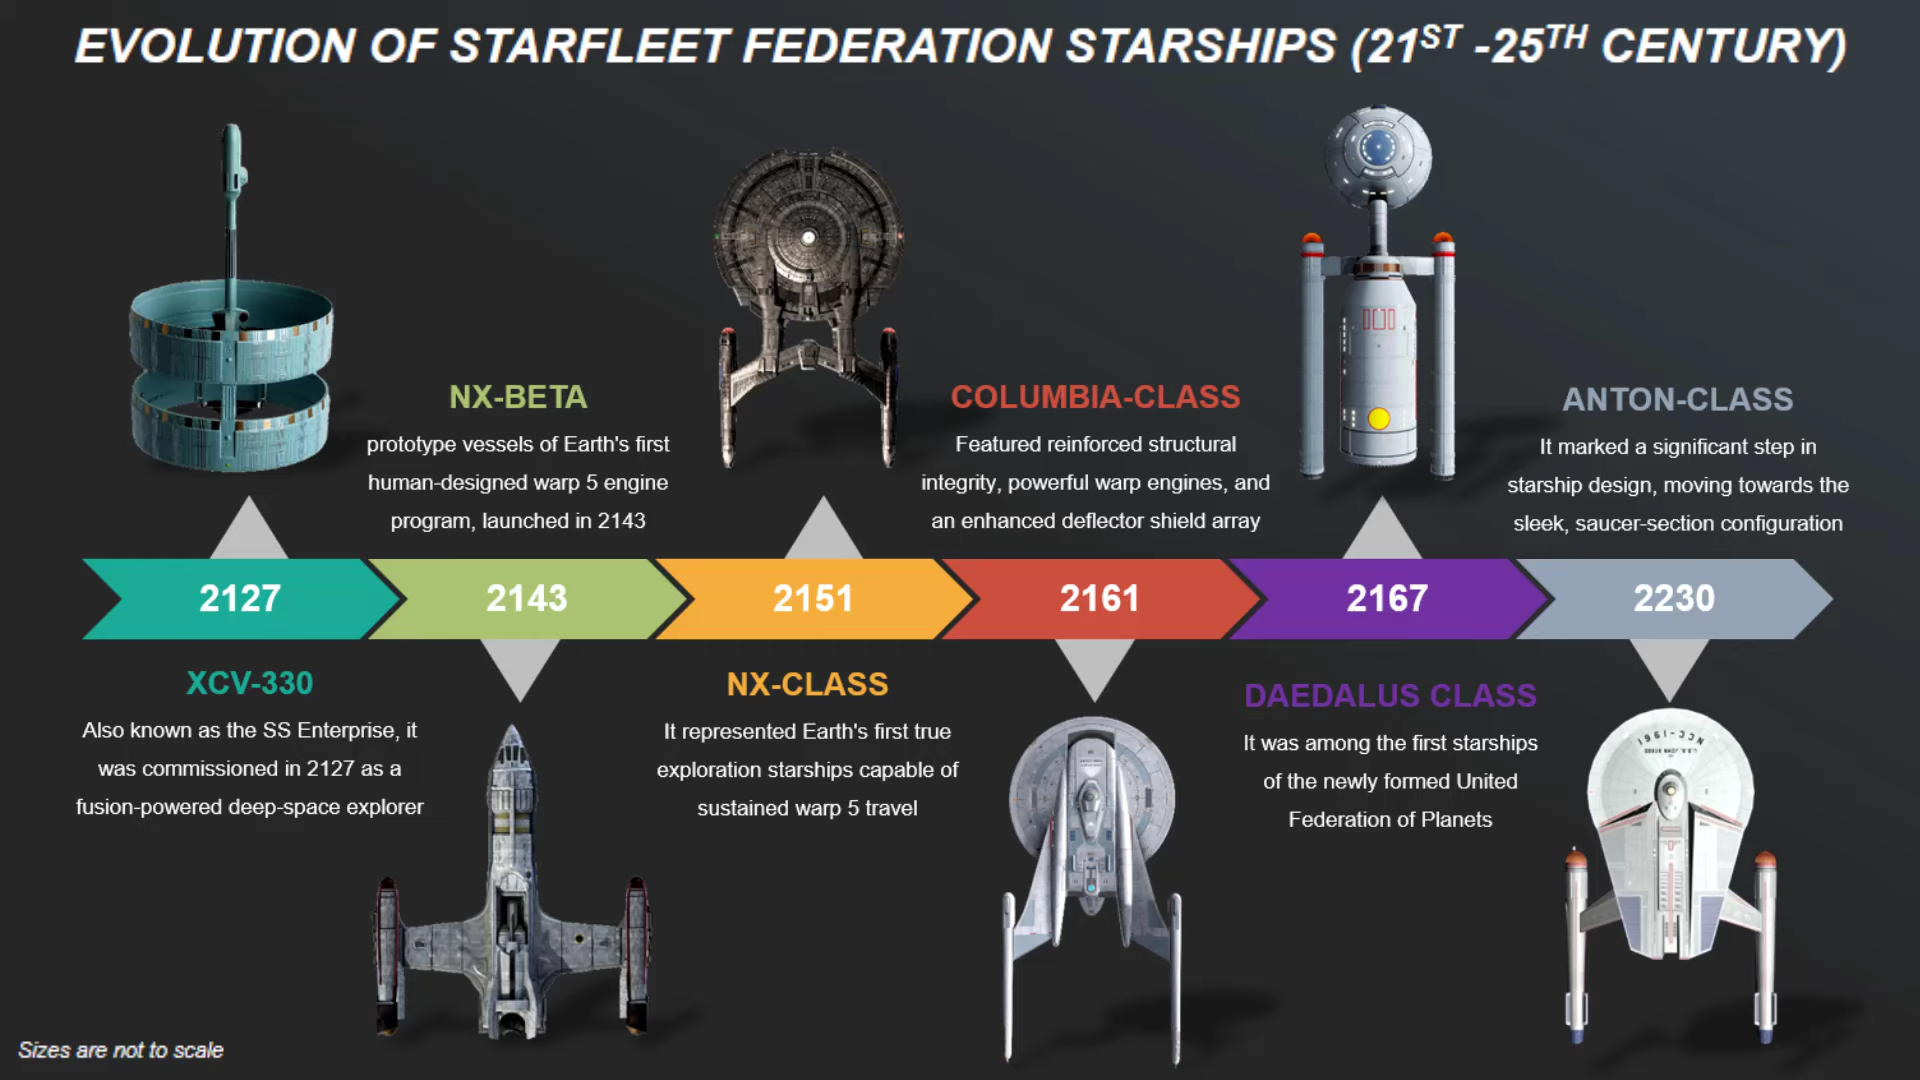 EVOLUTION OF STARFLEET FEDERATION STARSHIPS (21ST -25TH CENTURY)
NX-BETA
prototype vessels of Earth's first
human-designed warp 5 engine
program, launched in 2143
COLUMBIA-CLASS
Featured reinforced structural
integrity, powerful warp engines, and
an enhanced deflector shield array
ANTON-CLASS
It marked a significant step in
starship design, moving towards the
sleek, saucer-section configuration
2127
2143
2151
2161
2167
2230
XCV-330
Also known as the SS Enterprise, it
was commissioned in 2127 as a
fusion-powered deep-space explorer
NX-CLASS
It represented Earth's first true
exploration starships capable of
sustained warp 5 travel
DAEDALUS CLASS
It was among the first starships
of the newly formed United
Federation of Planets
NCC-1961
Sizes are not to scale